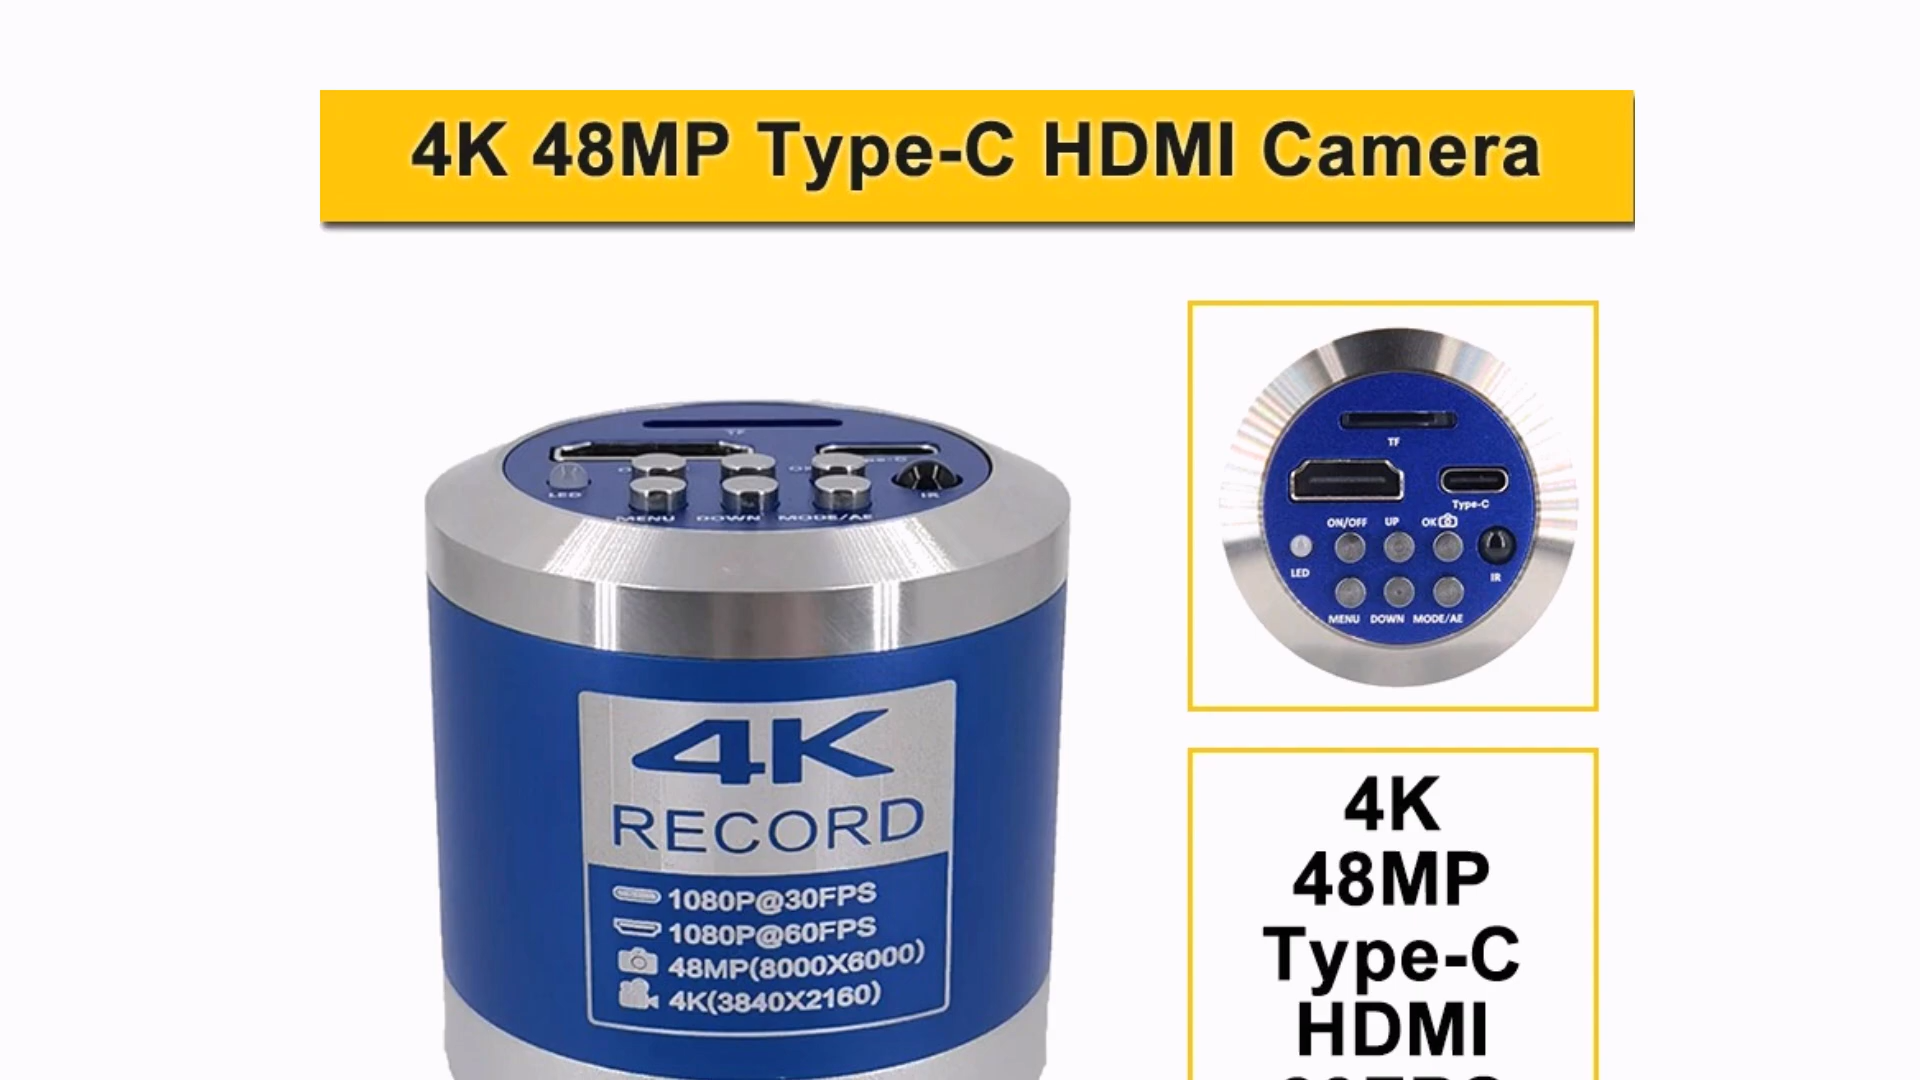 4K 48MP Type-C HDMI Camera
TF
LED
IR
MENU DOWN MODE/AE
4K
RECORD
1080P@30FPS
1080P@60FPS
48MP(8000X6000)
4K(3840X2160)
TF
Type-C
ON/OFF UP OK
LED
IR
MENU DOWN MODE/AE
4K
48MP
Type-C
HDMI